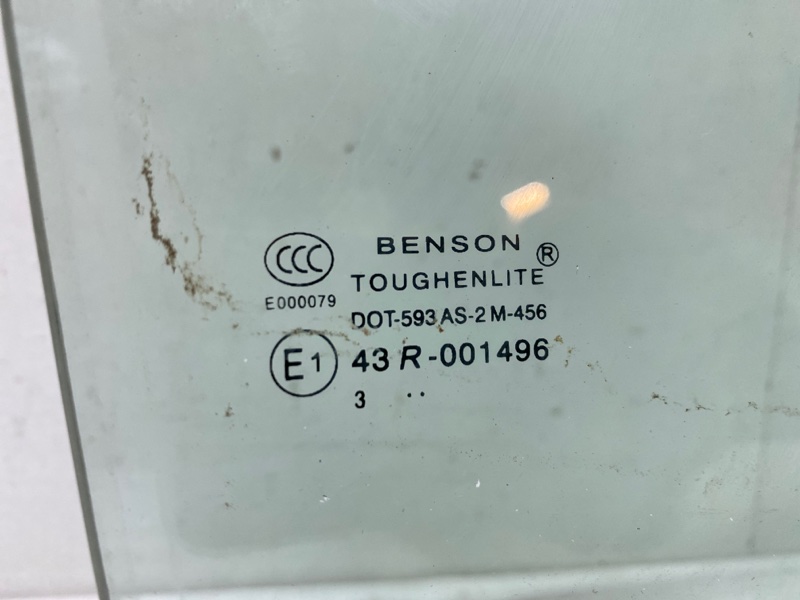 CCC
BENSON ®
TOUGHENLITE
E000079
DOT-593 AS-2 M-456
E1 43 R-001496
3 ..